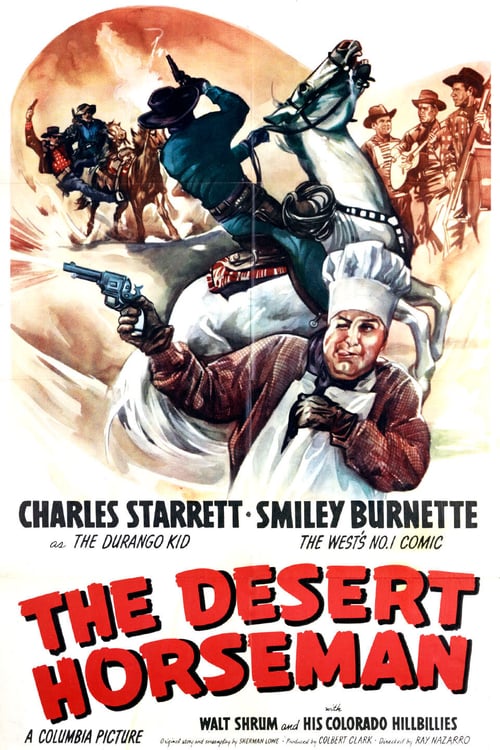 CHARLES STARRETT · SMILEY BURNETTE
as THE DURANGO KID THE WEST'S NO.1 COMIC
THE DESERT
HORSEMAN
with
WALT SHRUM and HIS COLORADO HILLBILLIES
A COLUMBIA PICTURE Original story and screenplay by SHERMAN LOWE · Produced by COLBERT CLARK · Directed by RAY NAZARRO